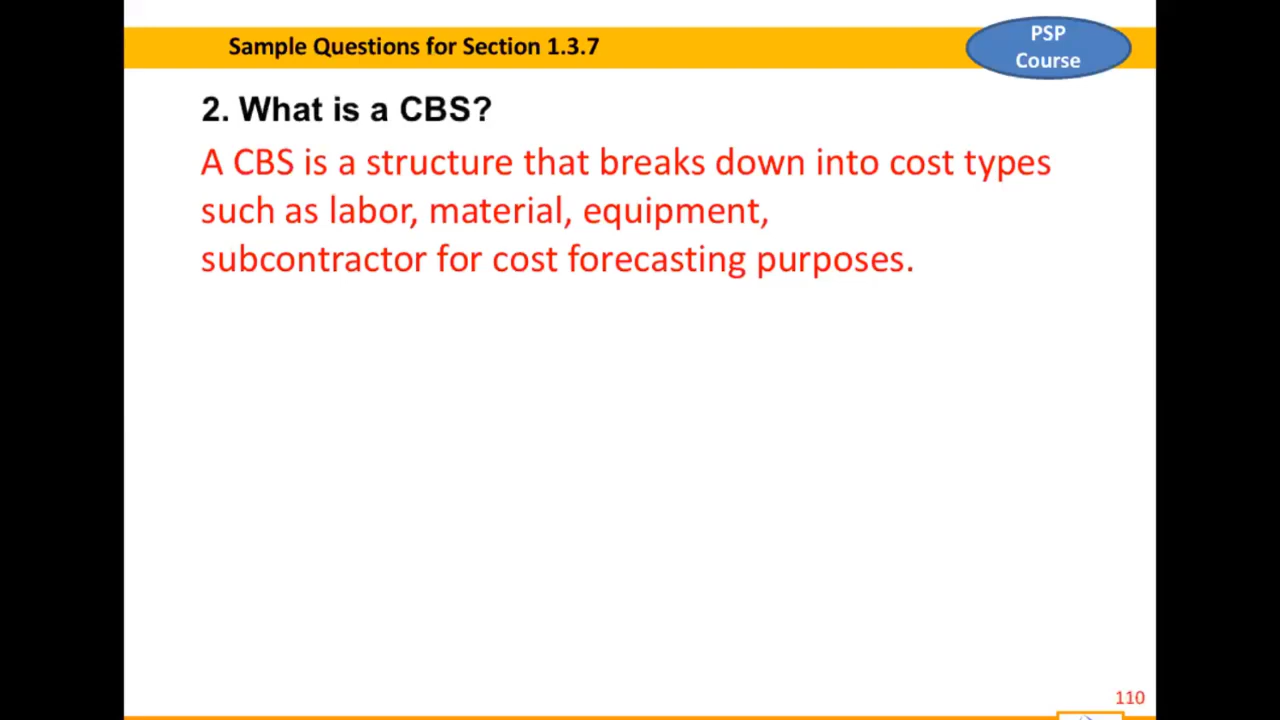 Sample Questions for Section 1.3.7
PSP
Course
2. What is a CBS?
A CBS is a structure that breaks down into cost types
such as labor, material, equipment,
subcontractor for cost forecasting purposes.
110